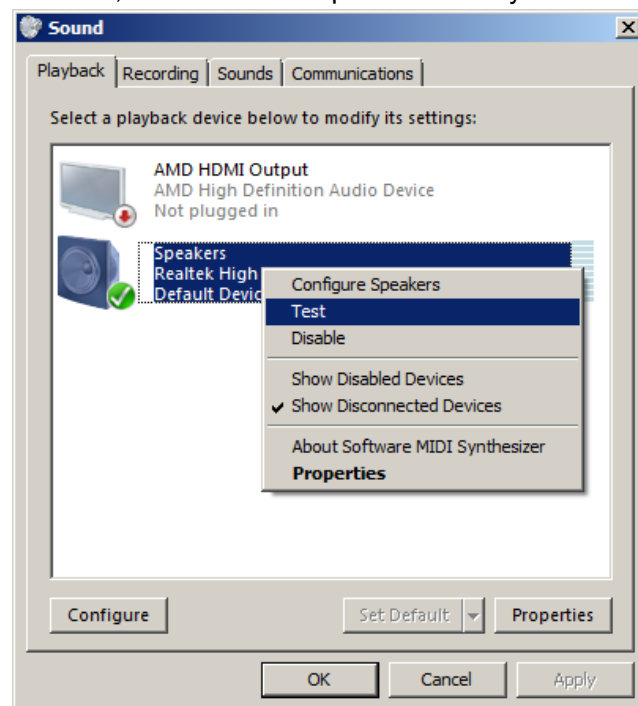 Sound
Playback Recording Sounds Communications
Select a playback device below to modify its settings:
AMD HDMI Output
AMD High Definition Audio Device
Not plugged in
Speakers
Realtek High
Default Devic
Configure Speakers
Test
Disable
Show Disabled Devices
Show Disconnected Devices
About Software MIDI Synthesizer
Properties
Configure Set Default Properties
OK Cancel Apply